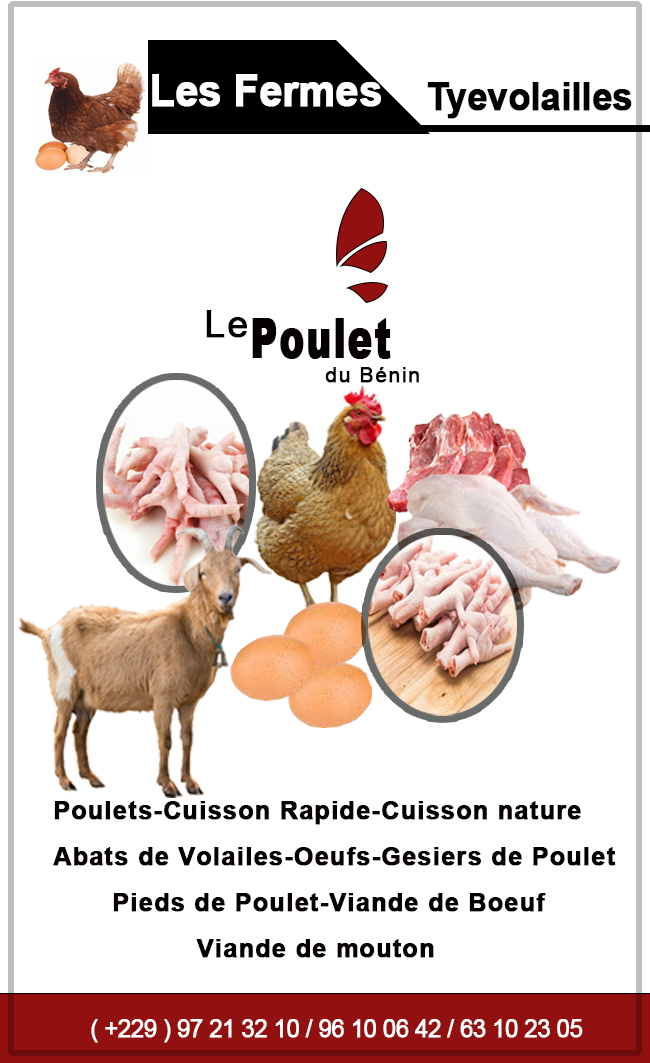 Les Fermes Tyevolailles
Le Poulet
du Bénin
Poulets-Cuisson Rapide-Cuisson nature
Abats de Volailes-Oeufs-Gesiers de Poulet
Pieds de Poulet-Viande de Boeuf
Viande de mouton
( +229 ) 97 21 32 10 / 96 10 06 42 / 63 10 23 05